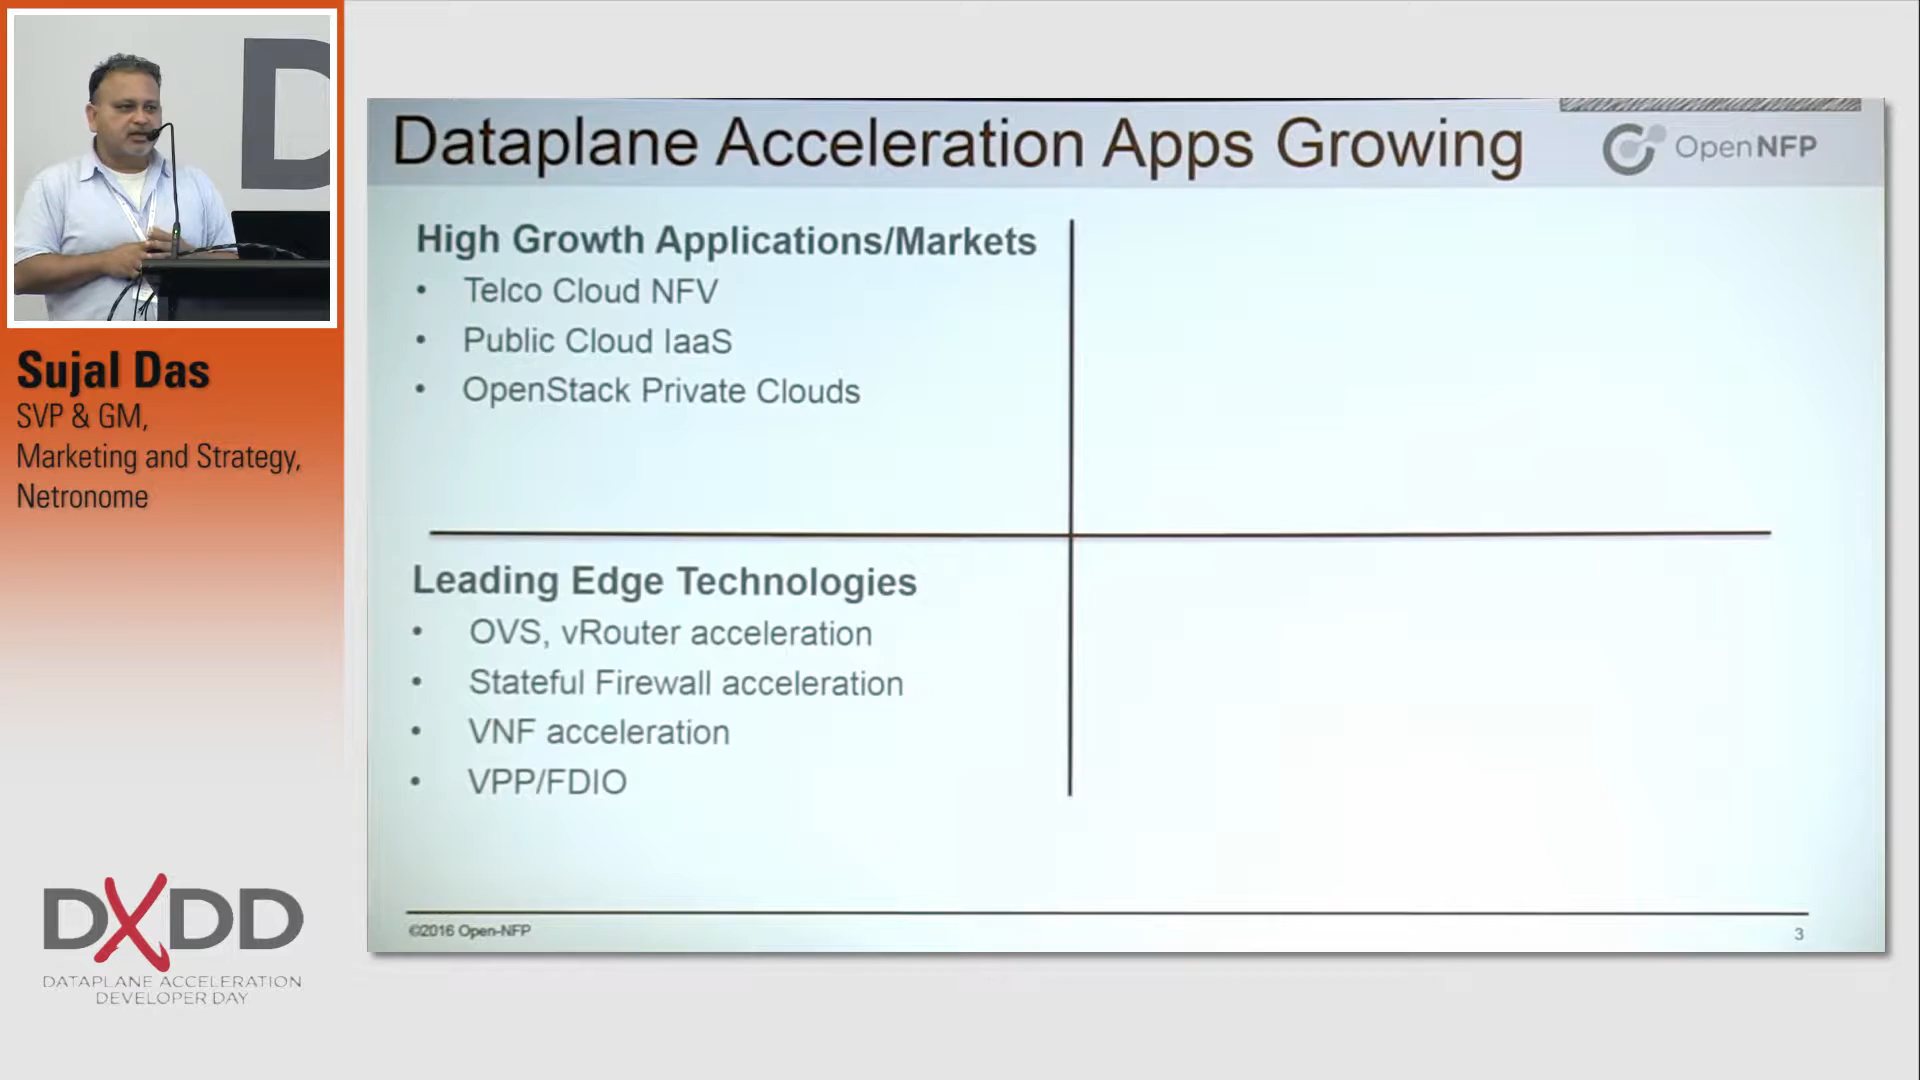 D
Sujal Das
SVP & GM,
Marketing and Strategy,
Netronome
DXDD
DATAPLANE ACCELERATION
DEVELOPER DAY
Dataplane Acceleration Apps Growing
OpenNFP
High Growth Applications/Markets
• Telco Cloud NFV
• Public Cloud IaaS
• OpenStack Private Clouds
Leading Edge Technologies
• OVS, vRouter acceleration
• Stateful Firewall acceleration
• VNF acceleration
• VPP/FDIO
©2016 Open-NFP
3